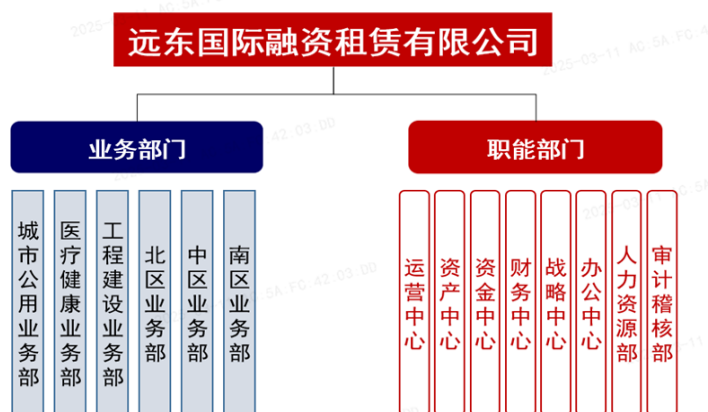 远东国际融资租赁有限公司
业务部门
职能部门
城市公用业务部
医疗健康业务部
工程建设业务部
北区业务部
中区业务部
南区业务部
运营中心
资产中心
资金中心
财务中心
战略中心
办公中心
人力资源部
审计稽核部